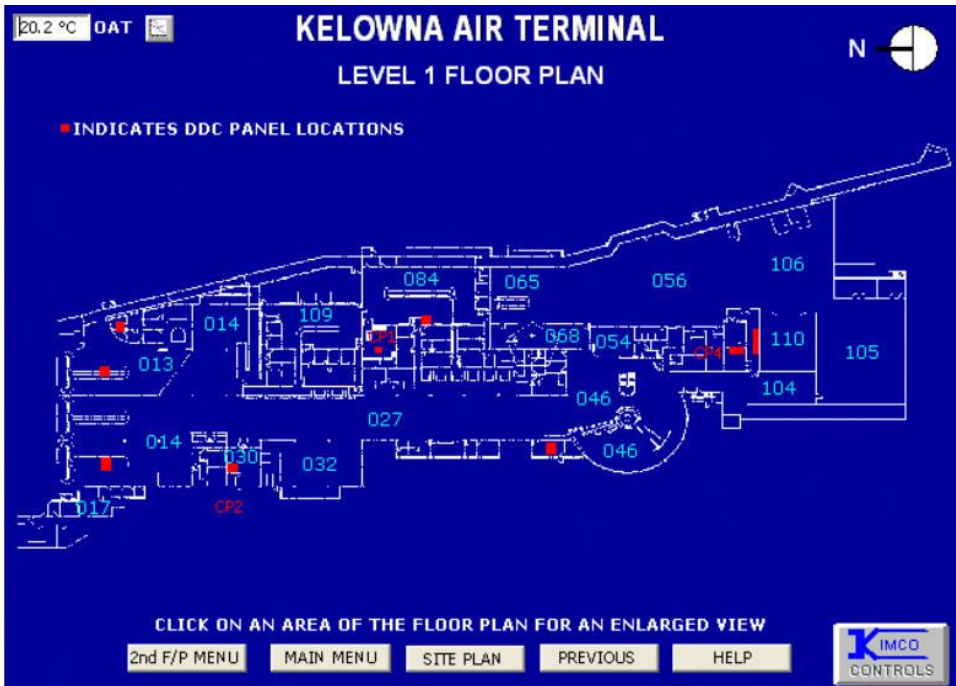 20.2 °C OAT
KELOWNA AIR TERMINAL
N
LEVEL 1 FLOOR PLAN
INDICATES DDC PANEL LOCATIONS
106
084
065
056
014
109
068
054
110
CP1
CP4
105
013
104
046
027
014
046
030
032
017
CP2
CLICK ON AN AREA OF THE FLOOR PLAN FOR AN ENLARGED VIEW
2nd F/P MENU
MAIN MENU
SITE PLAN
PREVIOUS
HELP
KIMCO
CONTROLS